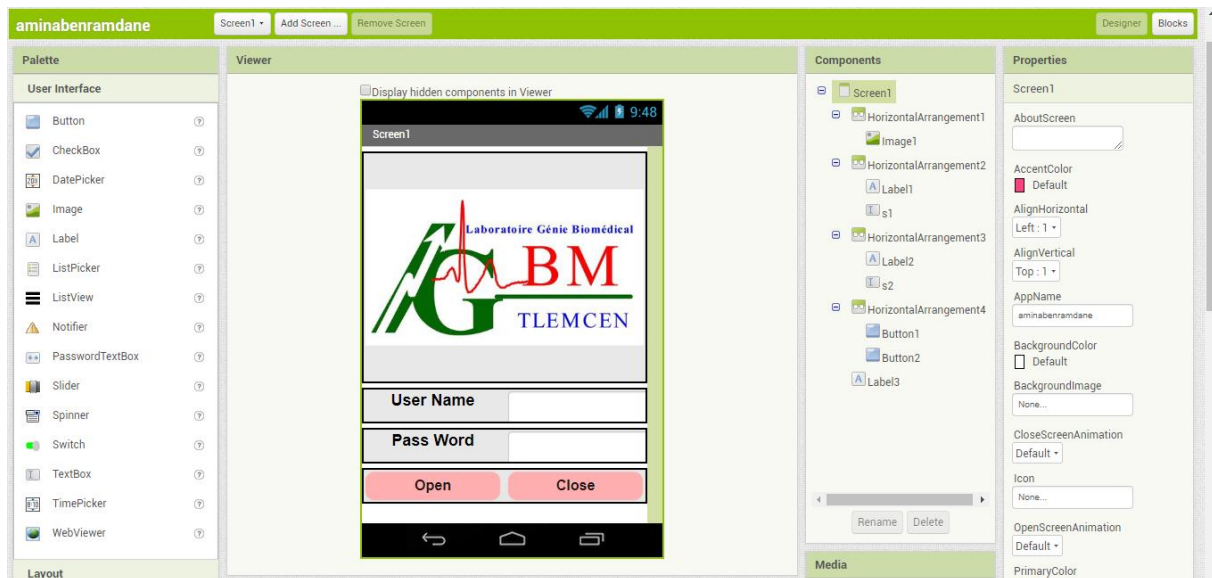 aminabenramdane
Screen1
Add Screen ...
Remove Screen
Designer
Blocks
Palette
User Interface
Button
CheckBox
DatePicker
Image
Label
ListPicker
ListView
Notifier
PasswordTextBox
Slider
Spinner
Switch
TextBox
TimePicker
WebViewer
Layout
Viewer
Display hidden components in Viewer
9:48
Screen1
Laboratoire Génie Biomédical
G BM
TLEMCEN
User Name
Pass Word
Open
Close
Components
Screen1
HorizontalArrangement1
Image1
HorizontalArrangement2
Label1
s1
HorizontalArrangement3
Label2
s2
HorizontalArrangement4
Button1
Button2
Label3
Rename
Delete
Media
Properties
Screen1
AboutScreen
AccentColor
Default
AlignHorizontal
Left : 1
AlignVertical
Top : 1
AppName
aminabenramdane
BackgroundColor
Default
BackgroundImage
None...
CloseScreenAnimation
Default
Icon
None...
OpenScreenAnimation
Default
PrimaryColor